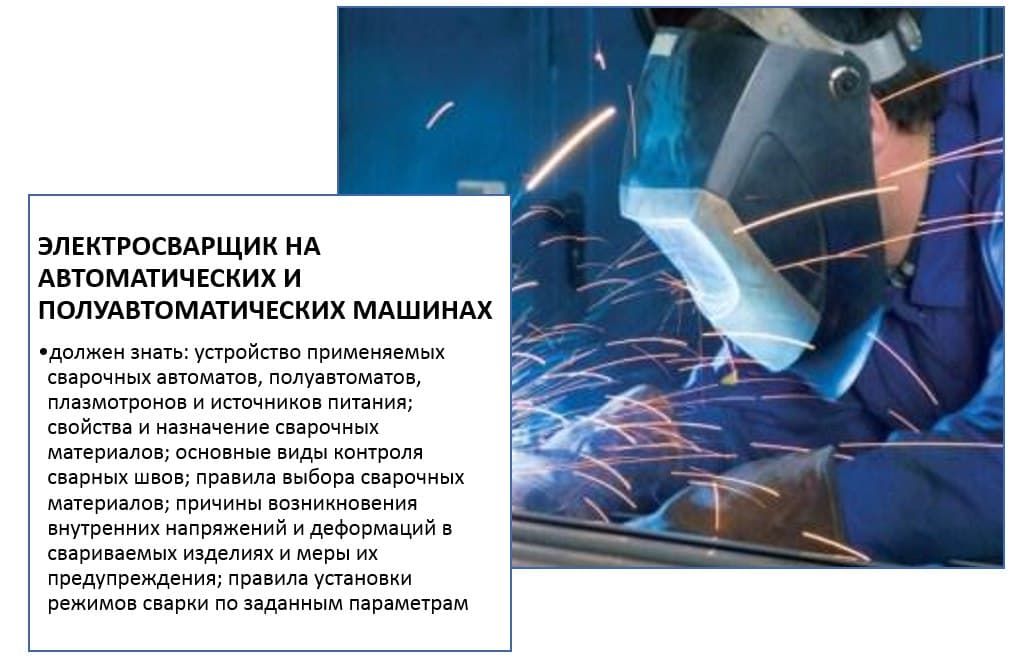 ЭЛЕКТРОСВАРЩИК НА
АВТОМАТИЧЕСКИХ И
ПОЛУАВТОМАТИЧЕСКИХ МАШИНАХ
•должен знать: устройство применяемых
сварочных автоматов, полуавтоматов,
плазмотронов и источников питания;
свойства и назначение сварочных
материалов; основные виды контроля
сварных швов; правила выбора сварочных
материалов; причины возникновения
внутренних напряжений и деформаций в
свариваемых изделиях и меры их
предупреждения; правила установки
режимов сварки по заданным параметрам